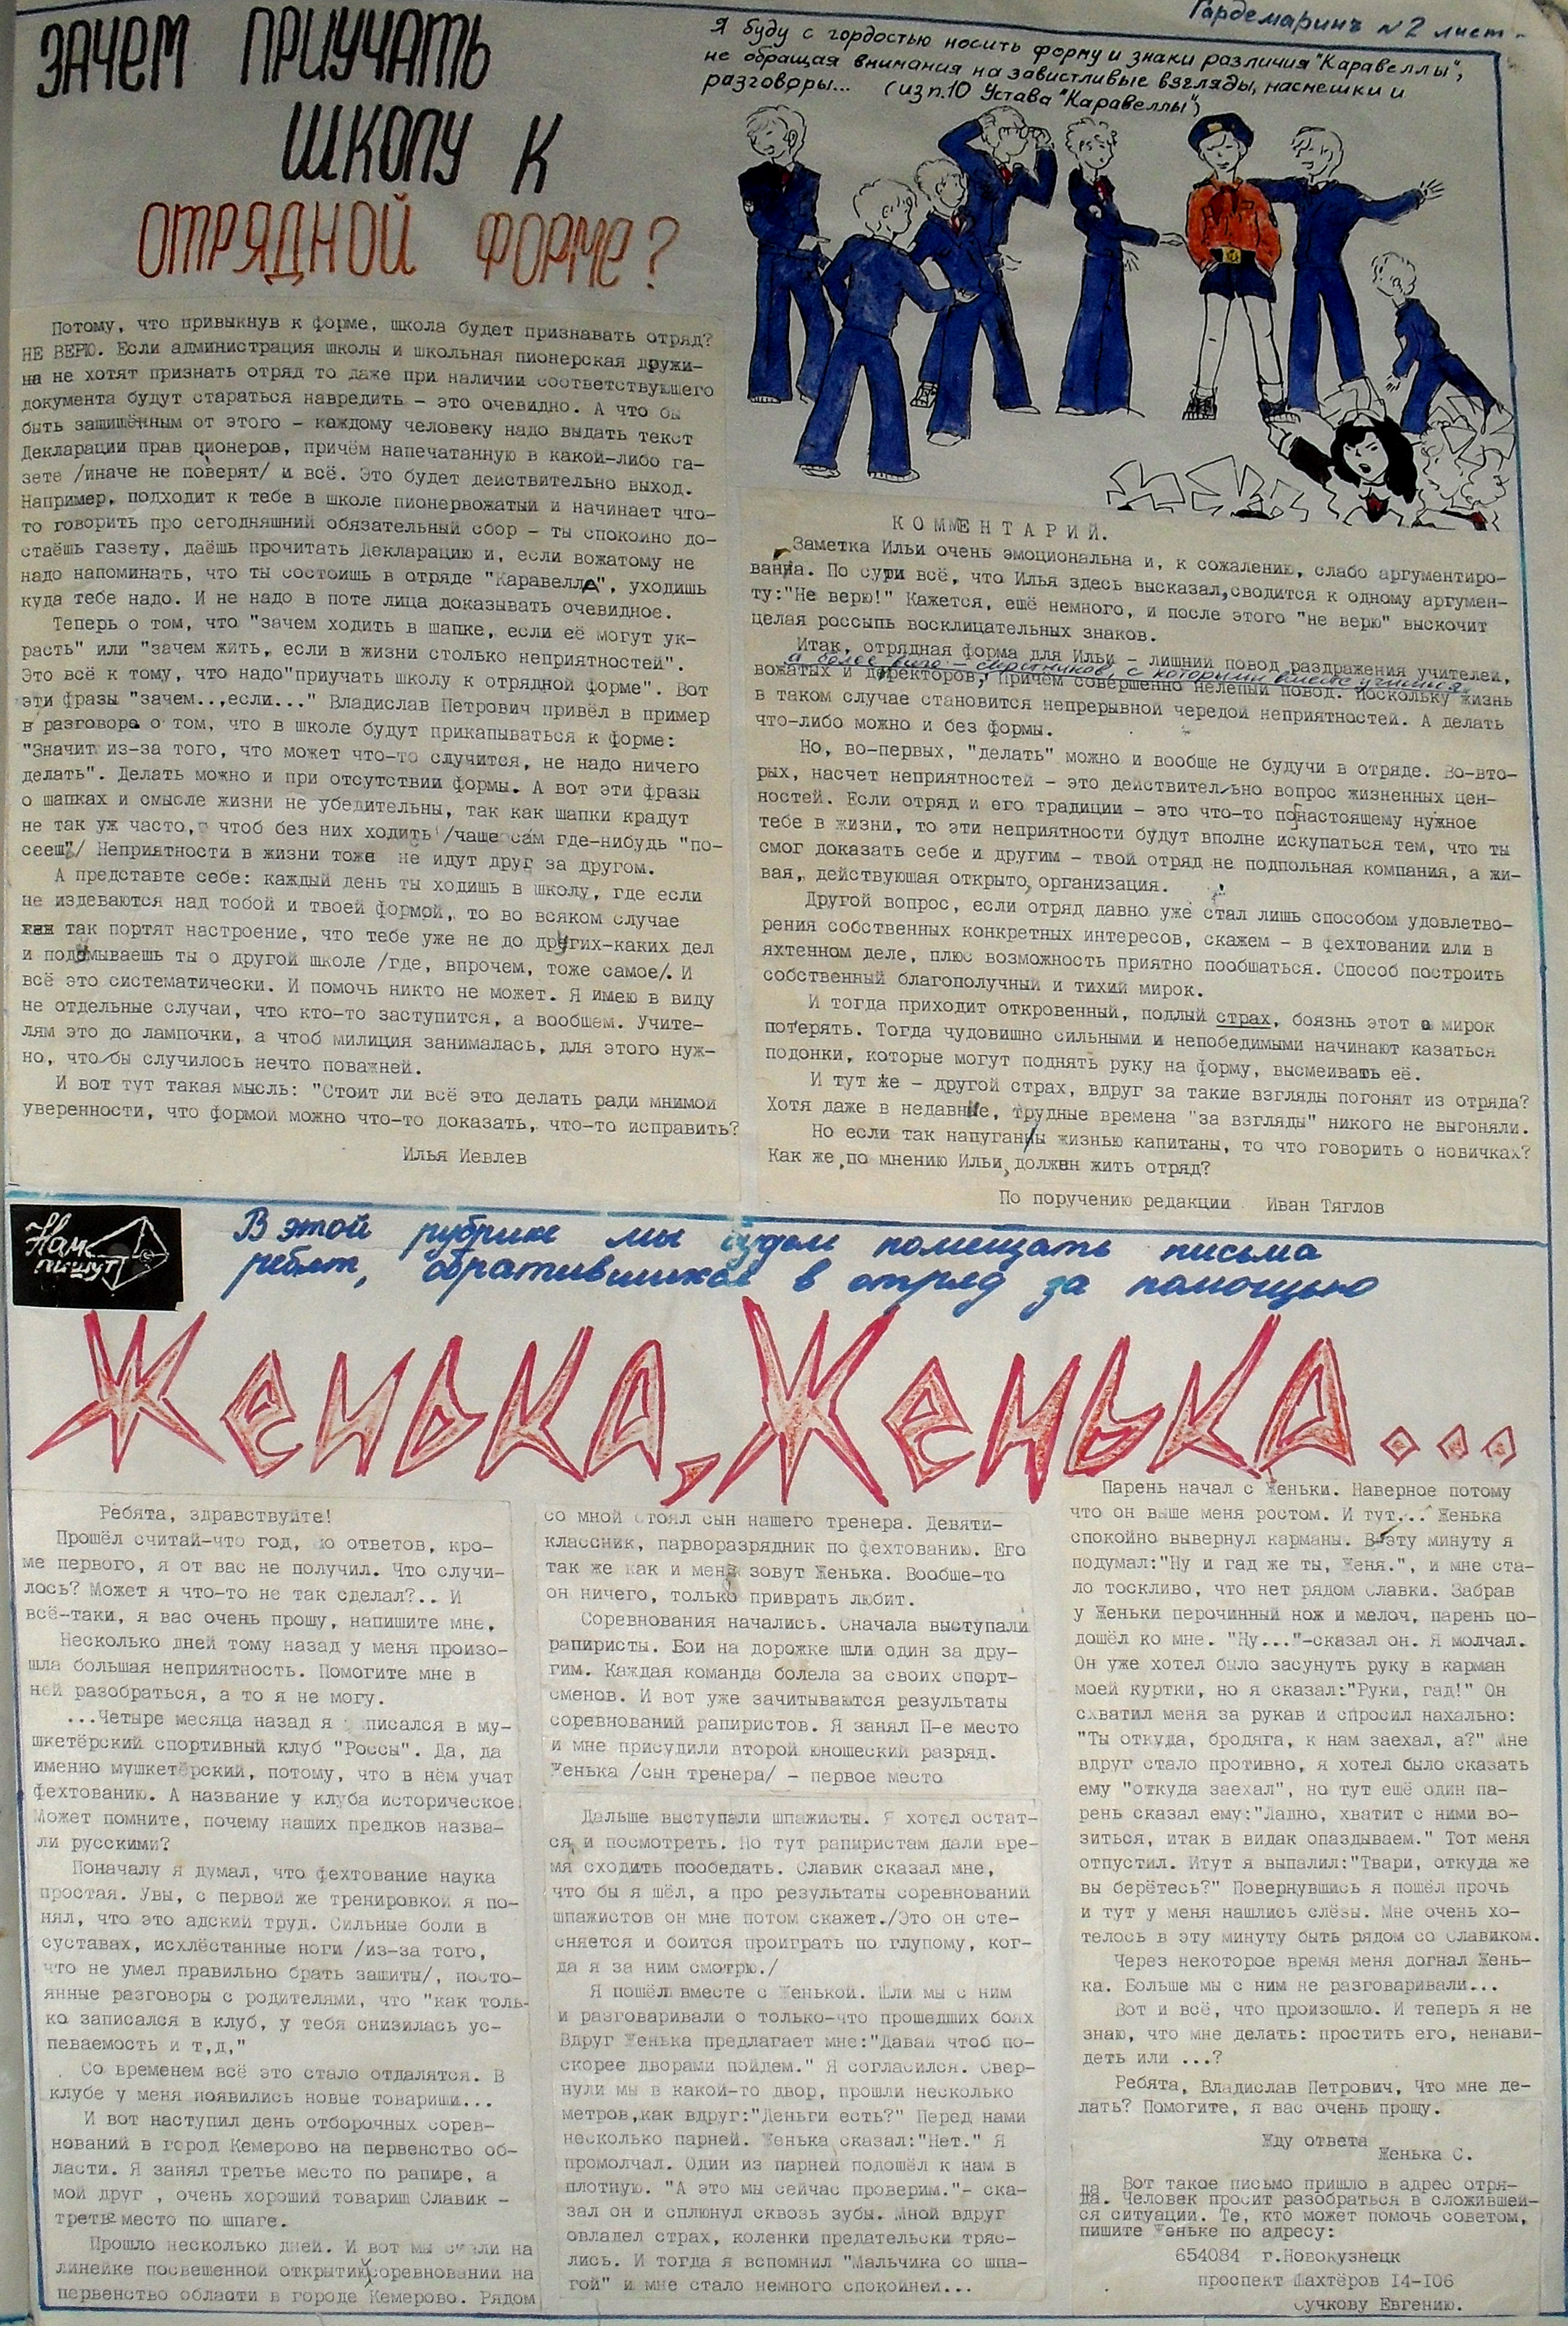 Гардемаринъ №2 лист
ЗАЧЕМ ПРИУЧАТЬ
ШКОЛУ К
ОТРЯДНОЙ ФОРМЕ?
Я буду с гордостью носить форму и знаки различия "Каравеллы",
не обращая внимания на завистливые взгляды, насмешки и
разговоры... (из п.10 Устава "Каравеллы")
Потому, что привыкнув к форме, школа будет признавать отряд?
НЕ ВЕРЮ. Если администрация школы и школьная пионерская дружи-
на не хотят признать отряд то даже при наличии соответствующего
документа будут стараться навредить - это очевидно. А что бы
быть защищённым от этого - каждому человеку надо выдать текст
Декларации прав пионеров, причём напечатанную в какой-либо га-
зете /иначе не поверят/ и всё. Это будет действительно выход.
Например, подходит к тебе в школе пионервожатый и начинает что-
то говорить про сегодняшний обязательный сбор - ты спокойно до-
стаёшь газету, даёшь прочитать Декларацию и, если вожатому не
надо напоминать, что ты состоишь в отряде "Каравелла", уходишь
куда тебе надо. И не надо в поте лица доказывать очевидное.
Теперь о том, что "зачем ходить в шапке, если её могут ук-
расть" или "зачем жить, если в жизни столько неприятностей".
Это всё к тому, что надо"приучать школу к отрядной форме". Вот
эти фразы "зачем..,если..." Владислав Петрович привёл в пример
в разговора о том, что в школе будут прикапываться к форме:
"Значит из-за того, что может что-то случится, не надо ничего
делать". Делать можно и при отсутствии формы. А вот эти фразы
о шапках и смысле жизни не убедительны, так как шапки крадут
не так уж часто, чтоб без них ходить /чаще сам где-нибудь "по-
сееш"/ Неприятности в жизни тоже не идут друг за другом.
А представте себе: каждый день ты ходишь в школу, где если
не издеваются над тобой и твоей формой, то во всяком случае
так портят настроение, что тебе уже не до других-каких дел
и подумываешь ты о другой школе /где, впрочем, тоже самое/. И
всё это систематически. И помочь никто не может. Я имею в виду
не отдельные случаи, что кто-то заступится, а вообщем. Учите-
лям это до лампочки, а чтоб милиция занималась, для этого нуж-
но, что бы случилось нечто поважней.
И вот тут такая мысль: "Стоит ли всё это делать ради мнимой
уверенности, что формой можно что-то доказать, что-то исправить?
Илья Иевлев
КОММЕНТАРИЙ.
Заметка Ильи очень эмоциональна и, к сожалению, слабо аргументиро-
ванна. По сути всё, что Илья здесь высказал,сводится к одному аргумен-
ту:"Не верю!" Кажется, ещё немного, и после этого "не верю" выскочит
целая россыпь восклицательных знаков.
Итак, отрядная форма для Ильи - лишний повод раздражения учителей,
а более того - сверстников, с которыми вместе учишься.
вожатых и директоров, Причём совершенно нелепый повод. Поскольку жизнь
в таком случае становится непрерывной чередой неприятностей. А делать
что-либо можно и без формы.
Но, во-первых, "делать" можно и вообще не будучи в отряде. Во-вто-
рых, насчет неприятностей - это действительно вопрос жизненных цен-
ностей. Если отряд и его традиции - это что-то понастоящему нужное
тебе в жизни, то эти неприятности будут вполне искупаться тем, что ты
смог доказать себе и другим - твой отряд не подпольная компания, а жи-
вая, действующая открыто, организация.
Другой вопрос, если отряд давно уже стал лишь способом удовлетво-
рения собственных конкретных интересов, скажем - в фехтовании или в
яхтенном деле, плюс возможность приятно пообщаться. Способ построить
собственный благополучный и тихий мирок.
И тогда приходит откровенный, подлый страх, боязнь этот мирок
потерять. Тогда чудовищно сильными и непобедимыми начинают казаться
подонки, которые могут поднять руку на форму, высмеивать её.
И тут же - другой страх, вдруг за такие взгляды погонят из отряда?
Хотя даже в недавние, трудные времена "за взгляды" никого не выгоняли.
Но если так напуганны жизнью капитаны, то что говорить о новичках?
Как же,по мнению Ильи,должен жить отряд?
По поручению редакции Иван Тяглов
Нам пишут
В этой рубрике мы будем помещать письма
ребят, обратившихся в отряд за помощью
Женька, Женька...
Ребята, здравствуйте!
Прошёл считай-что год, но ответов, кро-
ме первого, я от вас не получил. Что случи-
лось? Может я что-то не так сделал?.. И
всё-таки, я вас очень прошу, напишите мне.
Несколько дней тому назад у меня произо-
шла большая неприятность. Помогите мне в
ней разобраться, а то я не могу.
...Четыре месяца назад я писался в му-
шкетёрский спортивный клуб "Россы". Да, да
именно мушкетёрский, потому, что в нём учат
фехтованию. А название у клуба историческое.
Может помните, почему наших предков назва-
ли русскими?
Поначалу я думал, что фехтование наука
простая. Увы, с первой же тренировкой я по-
нял, что это адский труд. Сильные боли в
суставах, исхлёстанные ноги /из-за того,
что не умел правильно брать защиты/, посто-
янные разговоры с родителями, что "как толь-
ко записался в клуб, у тебя снизилась ус-
певаемость и т,д,"
Со временем всё это стало отдалятся. В
клубе у меня появились новые товарищи...
И вот наступил день отборочных сорев-
нований в город Кемерово на первенство об-
ласти. Я занял третье место по рапире, а
мой друг , очень хороший товарищ Славик -
третье место по шпаге.
Прошло несколько дней. И вот мы стали на
линейке посвещенной открытию соревновании на
первенство области в городе Кемерово. Рядом
со мной стоял сын нашего тренера. Девяти-
классник, парворазрядник по фехтованию. Его
так же как и меня зовут Женька. Вообще-то
он ничего, только приврать любит.
Соревнования начались. Сначала выступали
рапиристы. Бои на дорожке шли один за дру-
гим. Каждая команда болела за своих спорт-
сменов. И вот уже зачитываются результаты
соревнований рапиристов. Я занял II-е место
и мне присудили второй юношеский разряд.
Женька /сын тренера/ - первое место
Дальше выступали шпажисты. Я хотел остат-
ся и посмотреть. Но тут рапиристам дали вре-
мя сходить пообедать. Славик сказал мне,
что бы я шёл, а про результаты соревновании
шпажистов он мне потом скажет./Это он сте-
сняется и боится проиграть по глупому, ког-
да я за ним смотрю./
Я пошёл вместе с Женькой. Шли мы с ним
и разговаривали о только-что прошедших боях
Вдруг Женька предлагает мне:"Давай чтоб по-
скорее дворами пойдем." Я согласился. Свер-
нули мы в какой-то двор, прошли несколько
метров,как вдруг:"Деньги есть?" Перед нами
несколько парней. Женька сказал:"Нет." Я
промолчал. Один из парней подошёл к нам в
плотную. "А это мы сейчас проверим."- ска-
зал он и сплюнул сквозь зубы. Мной вдруг
овладел страх, коленки предательски тряс-
лись. И тогда я вспомнил "Мальчика со шпа-
гой" и мне стало немного спокойней...
Парень начал с Женьки. Наверное потому
что он выше меня ростом. И тут... Женька
спокойно вывернул карманы. В эту минуту я
подумал:"Ну и гад же ты, Женя.", и мне ста-
ло тоскливо, что нет рядом Славки. Забрав
у Женьки перочинный нож и мелоч, парень по-
дошёл ко мне. "Ну..."-сказал он. Я молчал.
Он уже хотел было засунуть руку в карман
моей куртки, но я сказал:"Руки, гад!" Он
схватил меня за рукав и спросил нахально:
"Ты откуда, бродяга, к нам заехал, а?" Мне
вдруг стало противно, я хотел было сказать
ему "откуда заехал", но тут ещё один па-
рень сказал ему:"Ладно, хватит с ними во-
зиться, итак в видак опаздываем." Тот меня
отпустил. Итут я выпалил:"Твари, откуда же
вы берётесь?" Повернувшись я пошёл прочь
и тут у меня нашлись слёзы. Мне очень хо-
телось в эту минуту быть рядом со Славиком.
Через некоторое время меня догнал Жень-
ка. Больше мы с ним не разговаривали...
Вот и всё, что произошло. И теперь я не
знаю, что мне делать: простить его, ненави-
деть или ...?
Ребята, Владислав Петрович, Что мне де-
лать? Помогите, я вас очень прошу.
Жду ответа
Женька С.
Вот такое письмо пришло в адрес отря-
да. Человек просит разобраться в сложившей-
ся ситуации. Те, кто может помочь советом,
пишите Женьке по адресу:
654084 г.Новокузнецк
проспект Шахтёров 14-106
Сучкову Евгению.